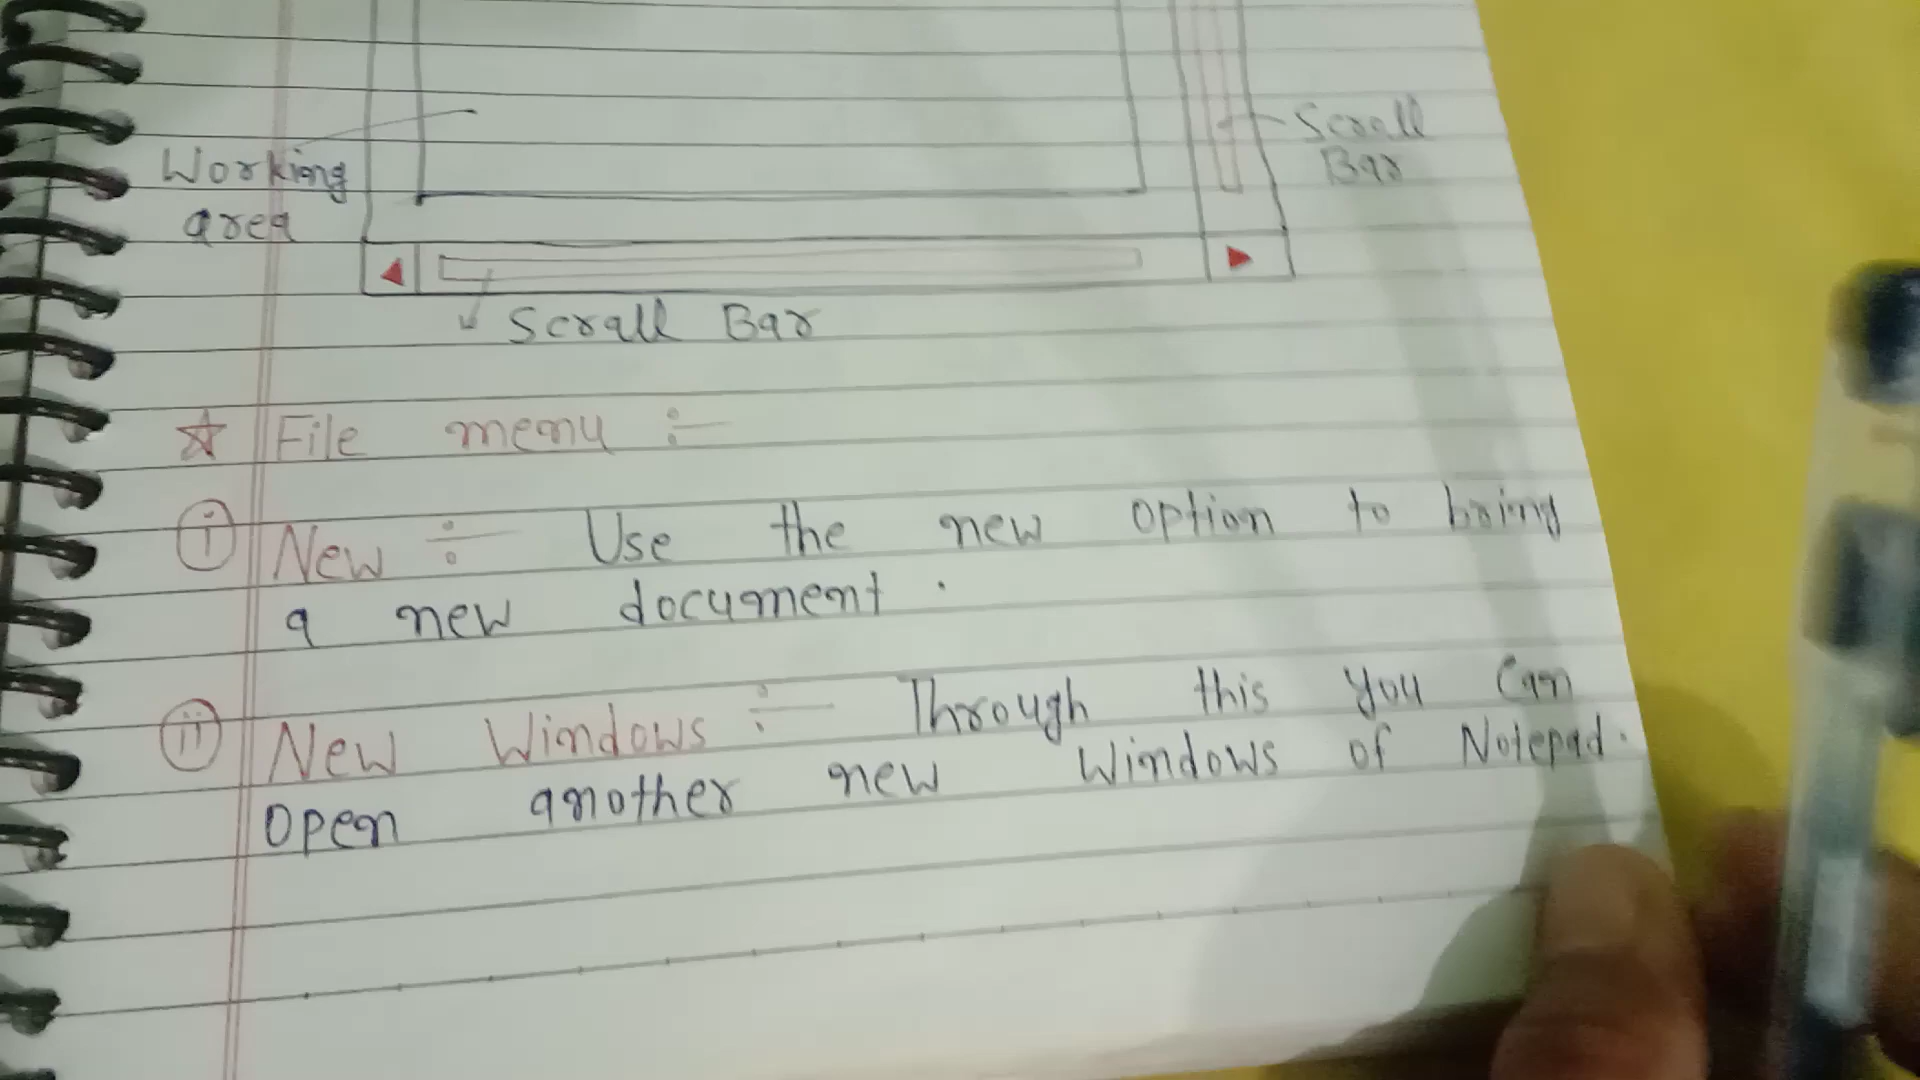 Working
area
Scrall
Bar
Scrall Bar
☆ File menu :-
(i) New :- Use the new option to bring
a new document.
(ii) New Windows :- Through this you Can
open another new Windows of Notepad.